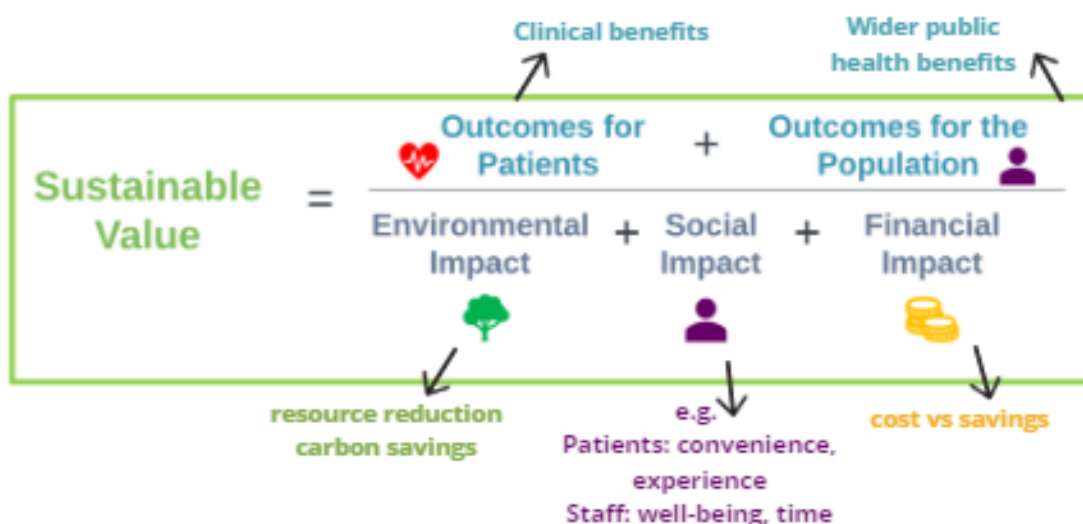 Clinical benefits
Wider public
health benefits
Sustainable
Value
=
Outcomes for
Patients
+
Outcomes for the
Population
Environmental
Impact
+
Social
Impact
+
Financial
Impact
resource reduction
carbon savings
e.g.
Patients: convenience,
experience
Staff: well-being, time
cost vs savings